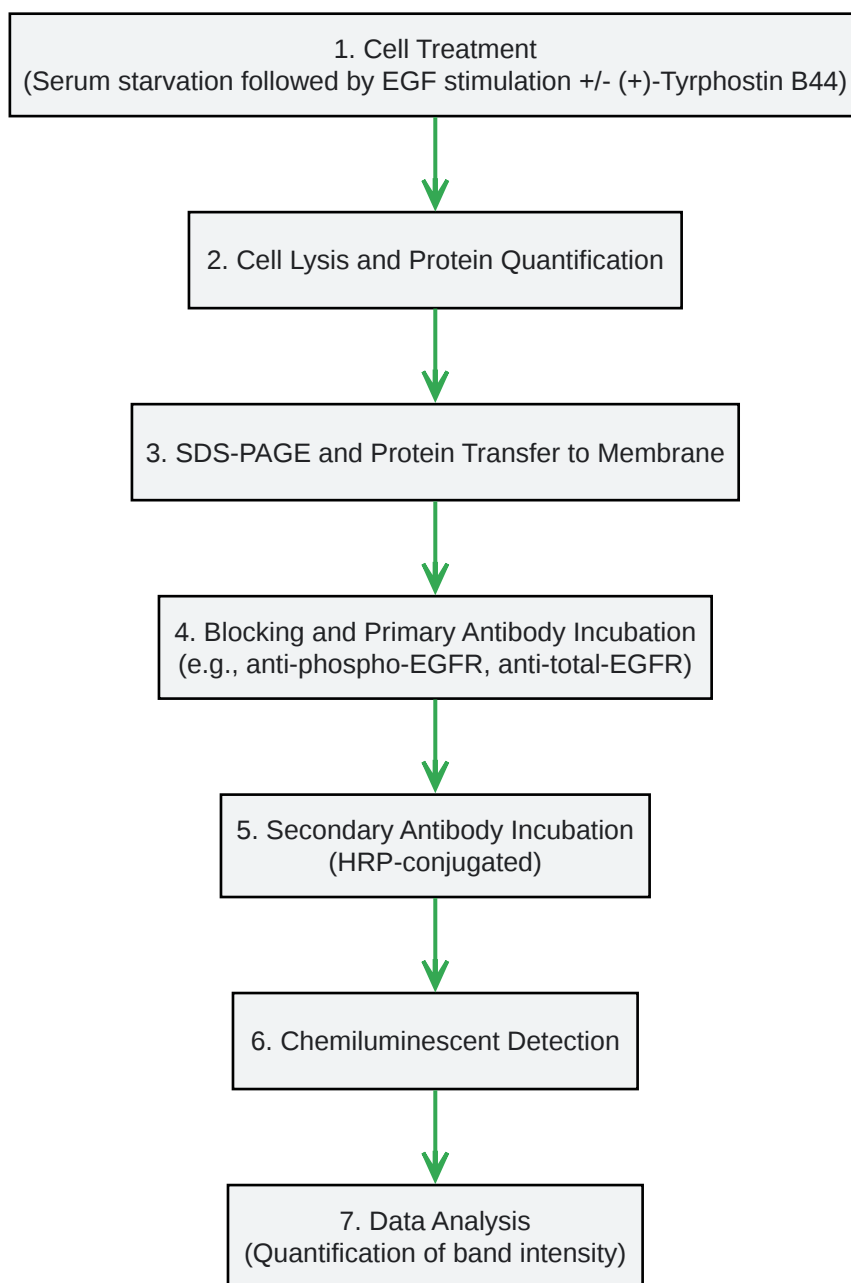 1. Cell Treatment
(Serum starvation followed by EGF stimulation +/- (+)-Tyrphostin B44)
2. Cell Lysis and Protein Quantification
3. SDS-PAGE and Protein Transfer to Membrane
4. Blocking and Primary Antibody Incubation
(e.g., anti-phospho-EGFR, anti-total-EGFR)
5. Secondary Antibody Incubation
(HRP-conjugated)
6. Chemiluminescent Detection
7. Data Analysis
(Quantification of band intensity)